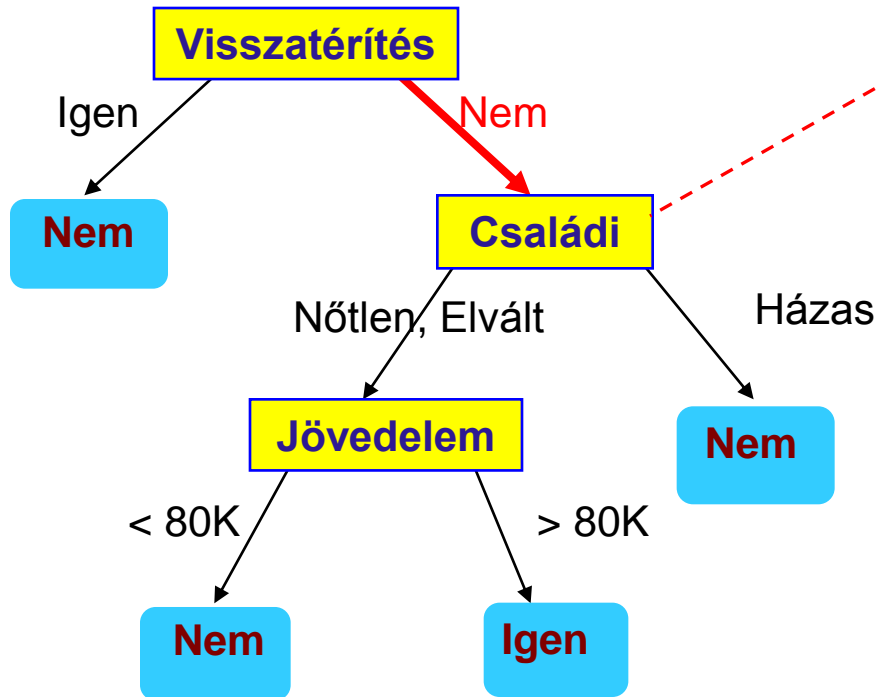 Visszatérítés
Igen
Nem
Nem
Családi
Nőtlen, Elvált
Házas
Jövedelem
Nem
< 80K
> 80K
Nem
Igen